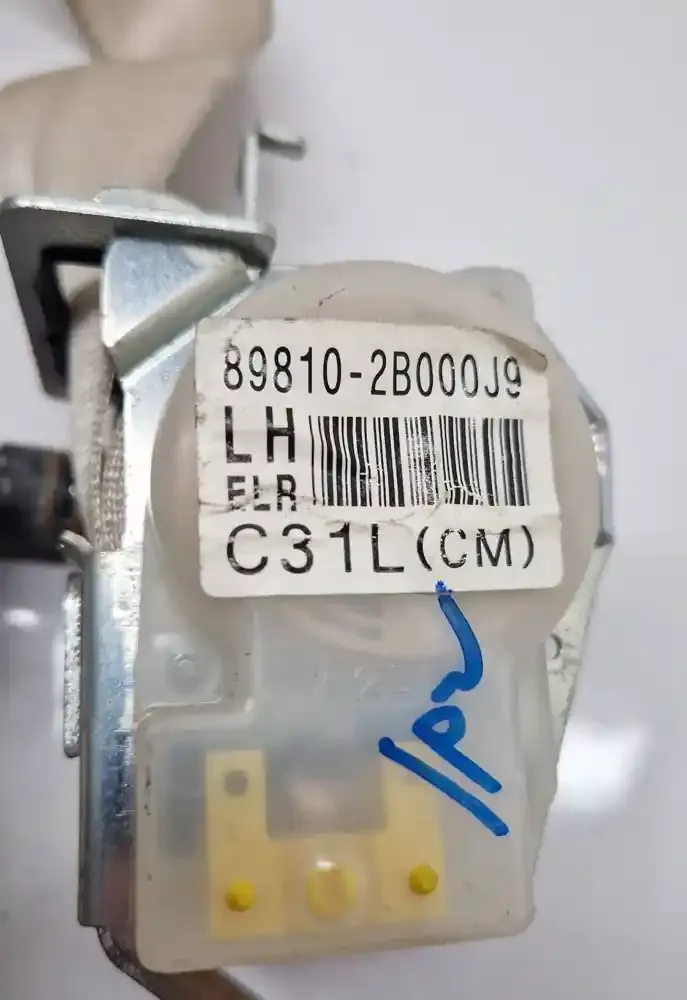 89810-2B000J9
LH
ELR
C31L(CM)